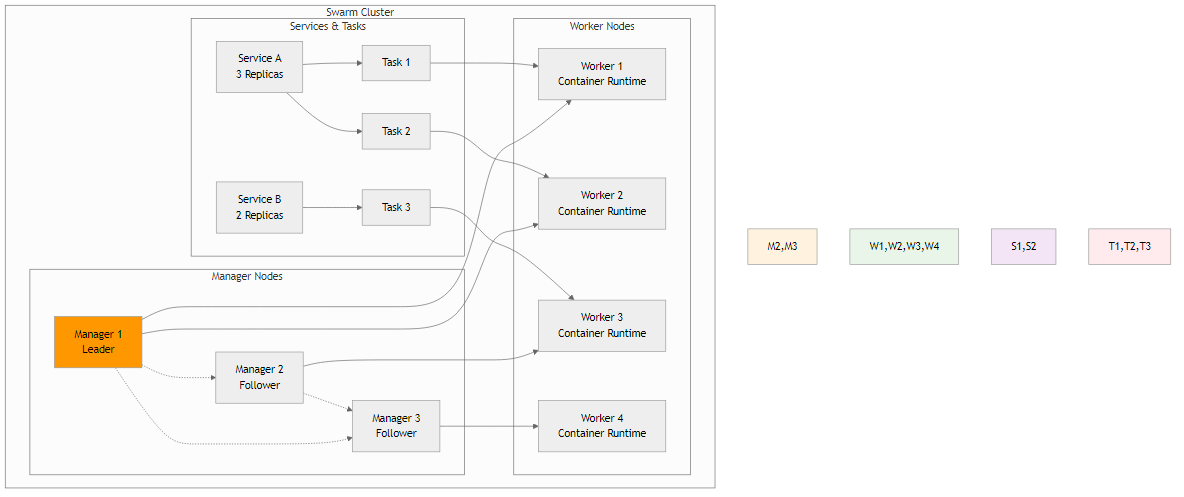 Swarm Cluster
Services & Tasks
Service A
3 Replicas
Task 1
Task 2
Service B
2 Replicas
Task 3
Manager Nodes
Manager 1
Leader
Manager 2
Follower
Manager 3
Follower
Worker Nodes
Worker 1
Container Runtime
Worker 2
Container Runtime
Worker 3
Container Runtime
Worker 4
Container Runtime
M2,M3
W1,W2,W3,W4
S1,S2
T1,T2,T3